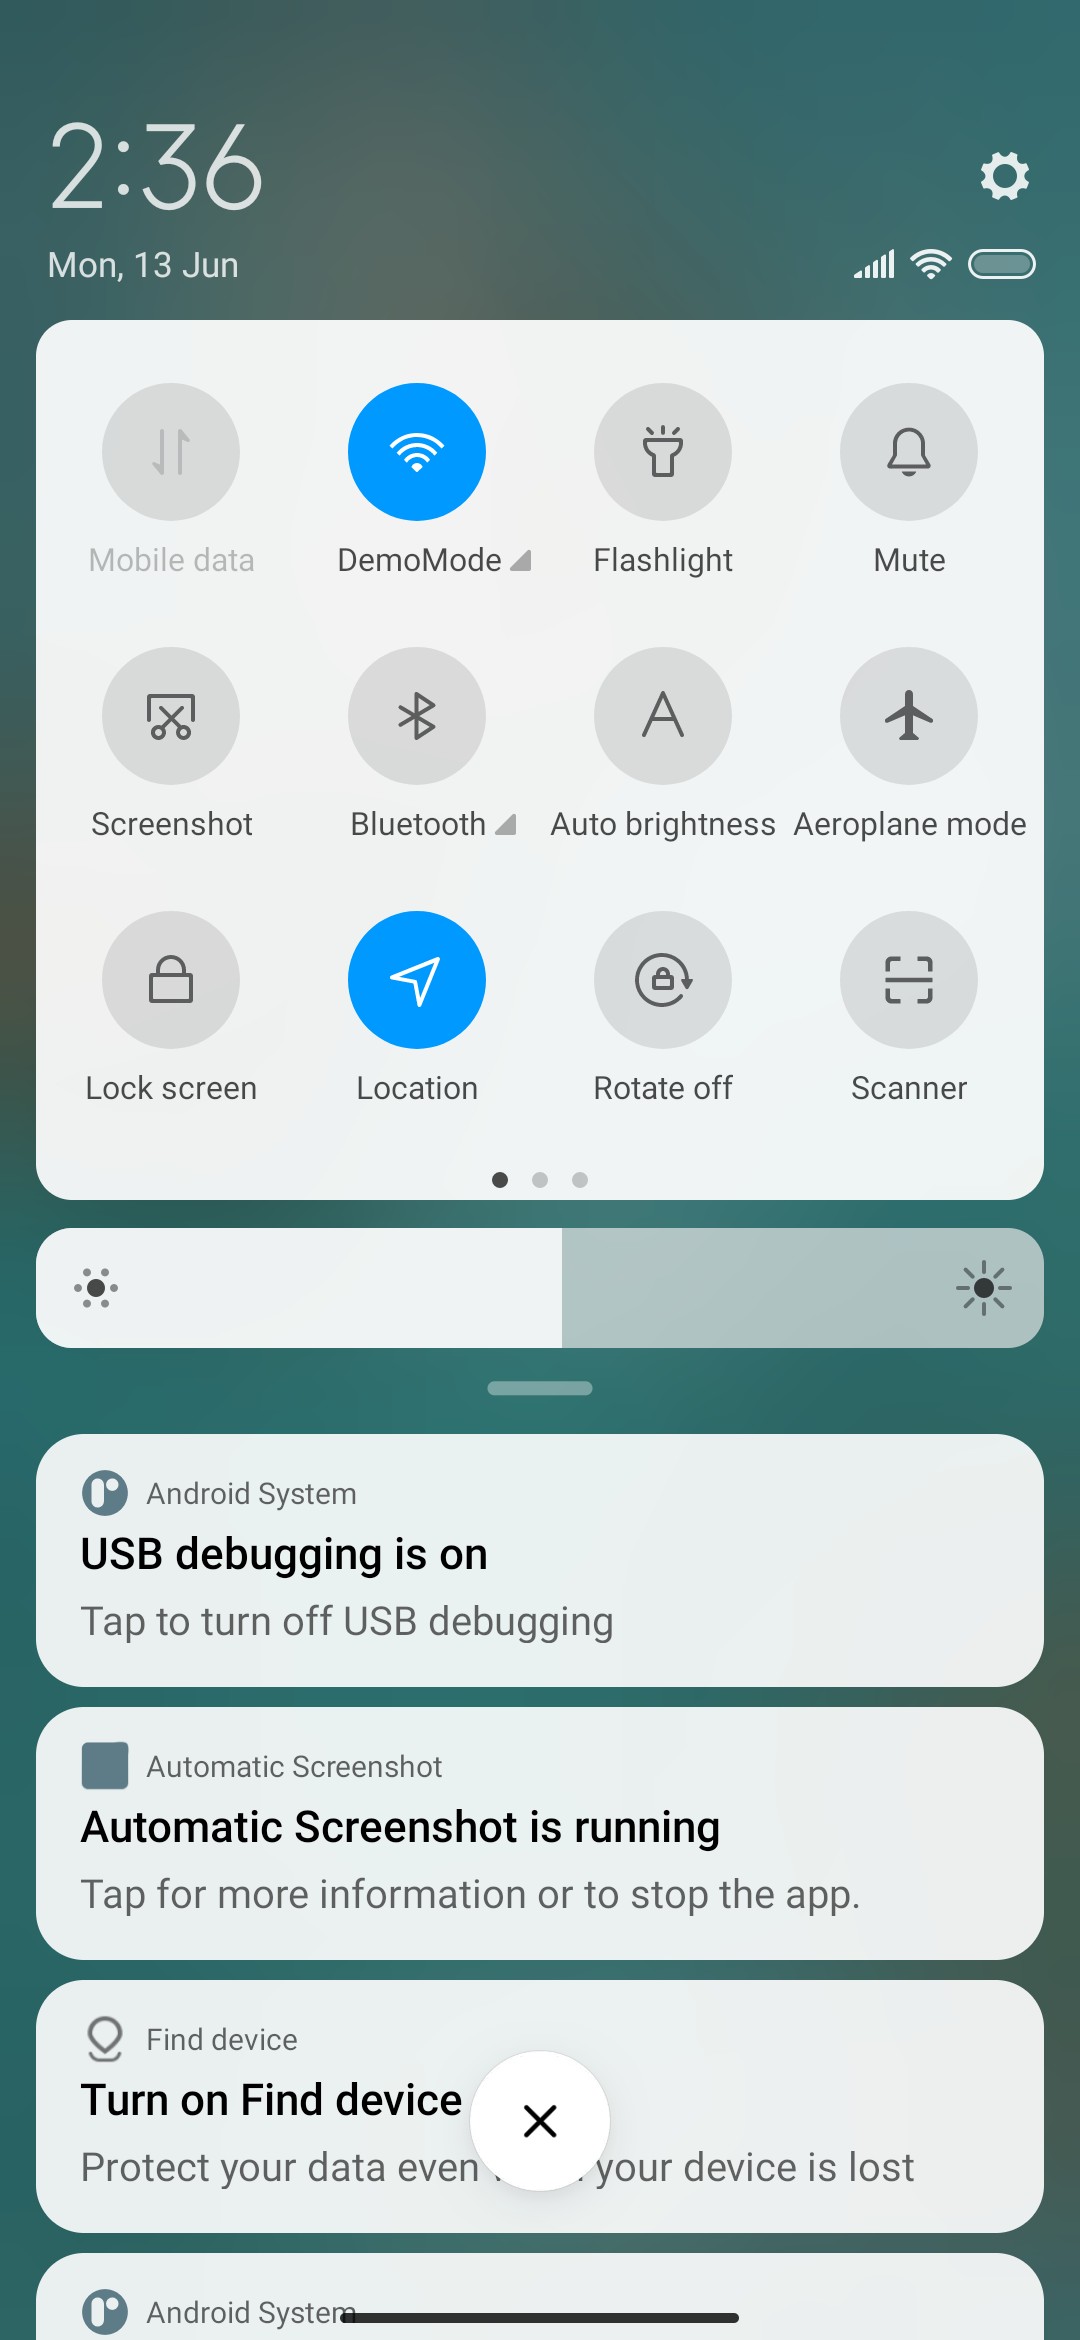 2:36
Mon, 13 Jun
Mobile data
DemoMode
Flashlight
Mute
Screenshot
Bluetooth
Auto brightness
Aeroplane mode
Lock screen
Location
Rotate off
Scanner
Android System
USB debugging is on
Tap to turn off USB debugging
Automatic Screenshot
Automatic Screenshot is running
Tap for more information or to stop the app.
Find device
Turn on Find device
Protect your data even your device is lost
Android System